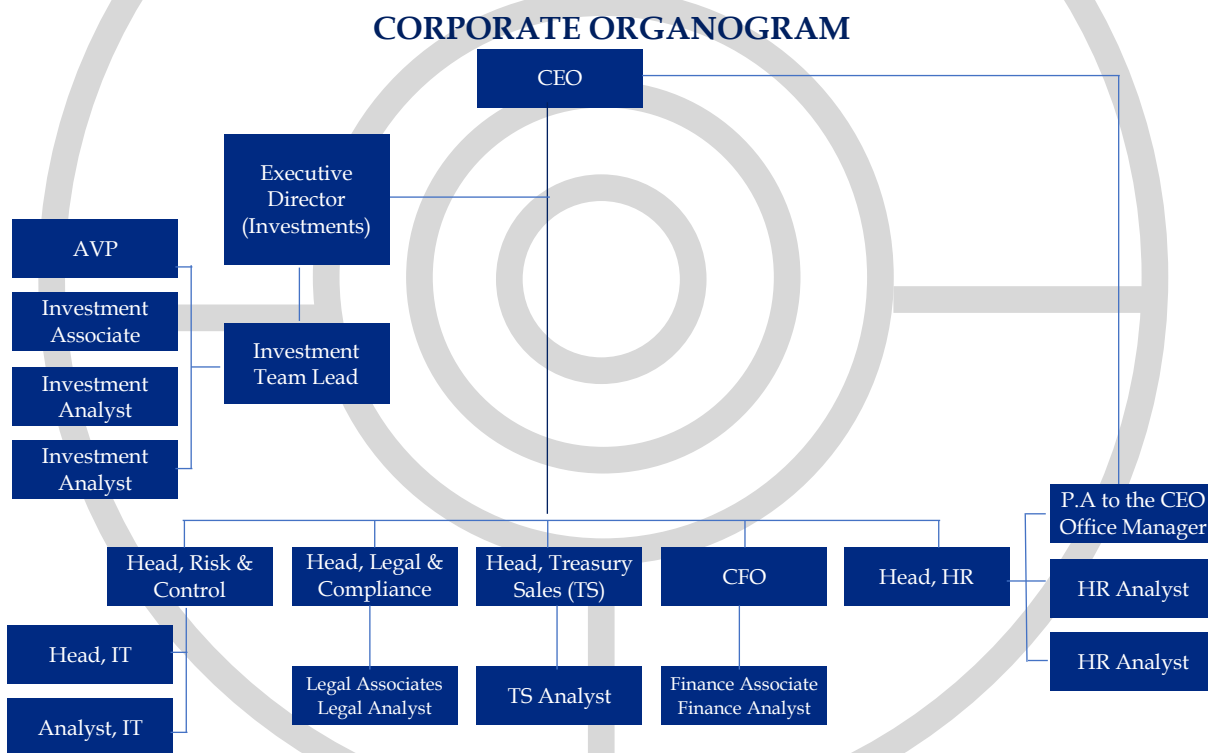 CORPORATE ORGANOGRAM
CEO
Executive
Director
(Investments)
AVP
Investment
Associate
Investment
Team Lead
Investment
Analyst
Investment
Analyst
P.A to the CEO
Office Manager
Head, Risk &
Control
Head, Legal &
Compliance
Head, Treasury
Sales (TS)
CFO
Head, HR
HR Analyst
HR Analyst
Head, IT
Legal Associates
Legal Analyst
TS Analyst
Finance Associate
Finance Analyst
Analyst, IT